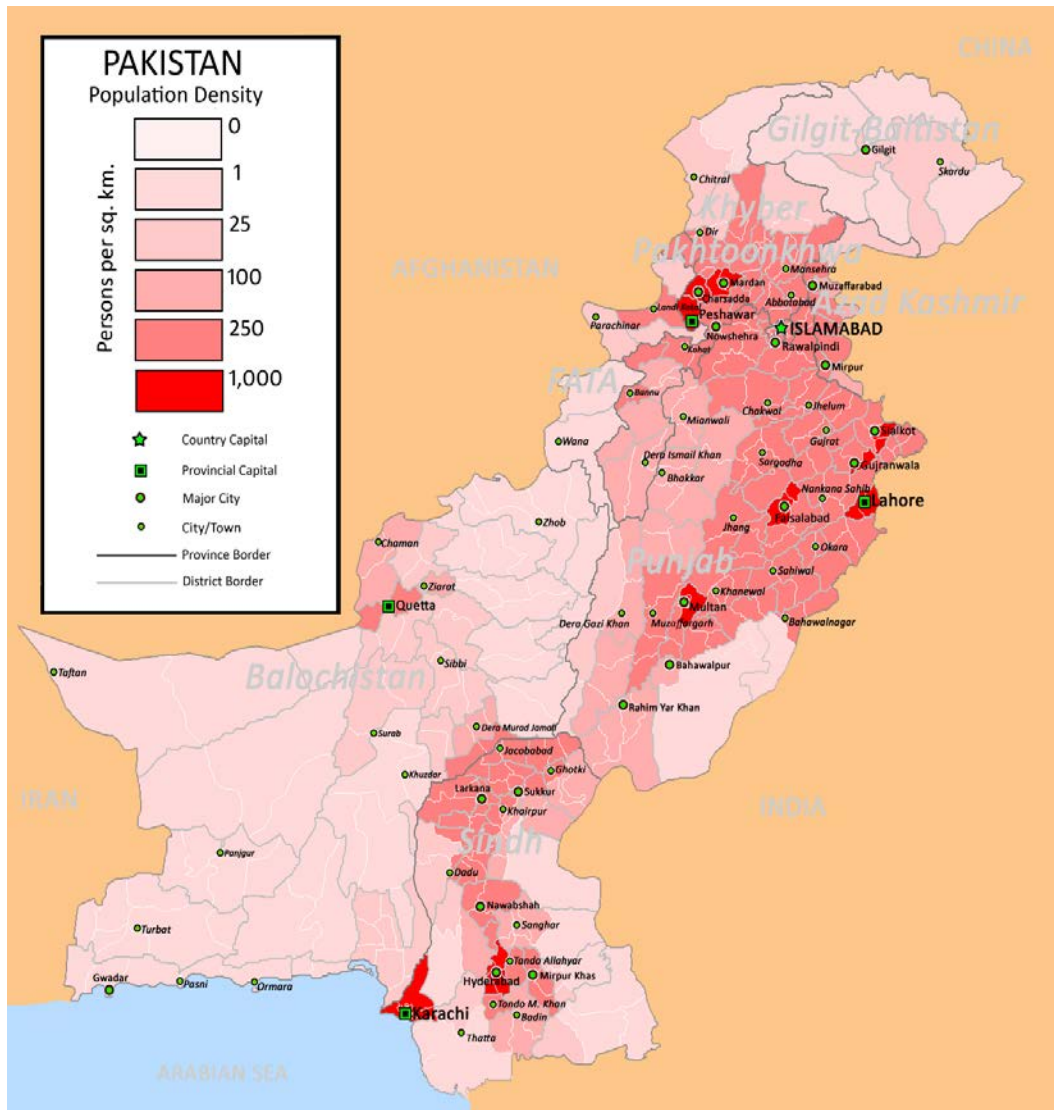 PAKISTAN
Population Density
Persons per sq. km.
0
1
25
100
250
1,000
Country Capital
Provincial Capital
Major City
City/Town
Province Border
District Border
CHINA
Gilgit-Baltistan
Gilgit
Skardu
Chitral
Khyber
Dir
Pakhtoonkhwa
AFGHANISTAN
Mansehra
Mardan
Muzaffarabad
Charsadda
Abbotabad
Azad Kashmir
Landi Kotal
Peshawar
Parachinar
ISLAMABAD
Nowshehra
Rawalpindi
Kohat
Mirpur
FATA
Bannu
Chakwal
Jhelum
Mianwali
Gujrat
Sialkot
Wana
Dera Ismail Khan
Sargodha
Gujranwala
Bhakkar
Nankana Sahib
Lahore
Faisalabad
Zhob
Jhang
Chaman
Okara
Punjab
Sahiwal
Ziarat
Khanewal
Quetta
Multan
Dera Gazi Khan
Muzaffargarh
Bahawalnagar
Sibbi
Bahawalpur
Taftan
Balochistan
Rahim Yar Khan
Dera Murad Jamali
Surab
Jacobabad
Khuzdar
Ghotki
IRAN
Larkana
Sukkur
INDIA
Khairpur
Sindh
Panjgur
Dadu
Nawabshah
Turbat
Sanghar
Tando Allahyar
Gwadar
Pasni
Ormara
Hyderabad
Mirpur Khas
Karachi
Tando M. Khan
Badin
Thatta
ARABIAN SEA